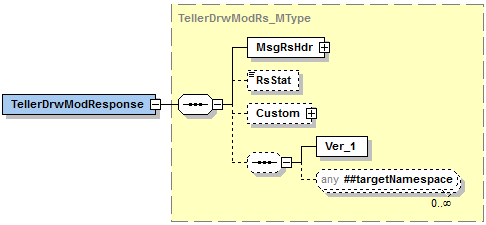 TellerDrwModRs_MType
MsgRsHdr
TellerDrwModResponse
RsStat
Custom
Ver_1
any ##targetNamespace
0..∞